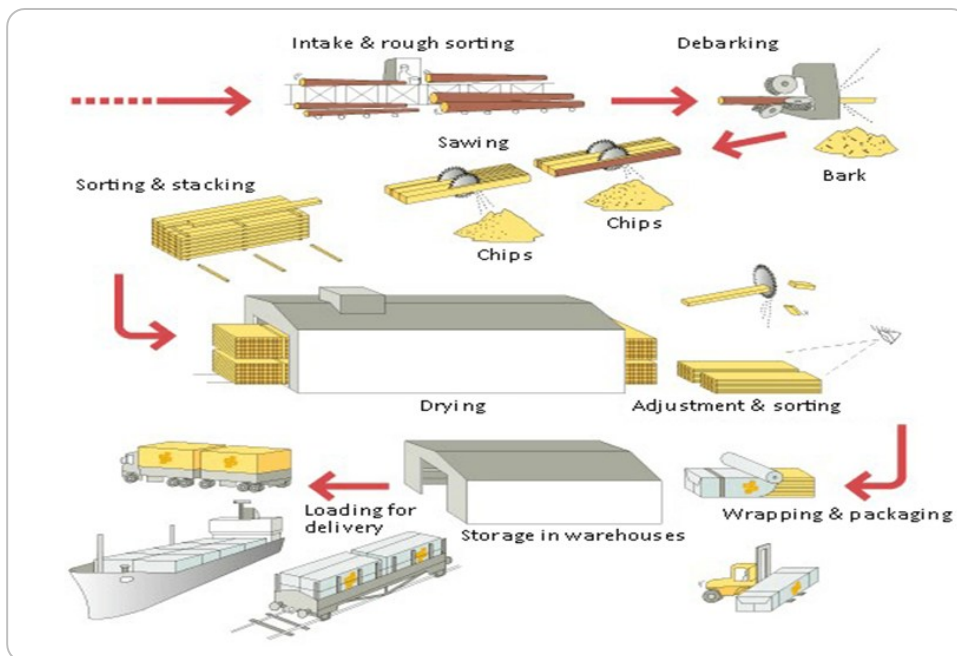 Intake & rough sorting
Debarking
Sawing
Bark
Sorting & stacking
Chips
Chips
Drying
Adjustment & sorting
Loading for
delivery
Storage in warehouses
Wrapping & packaging